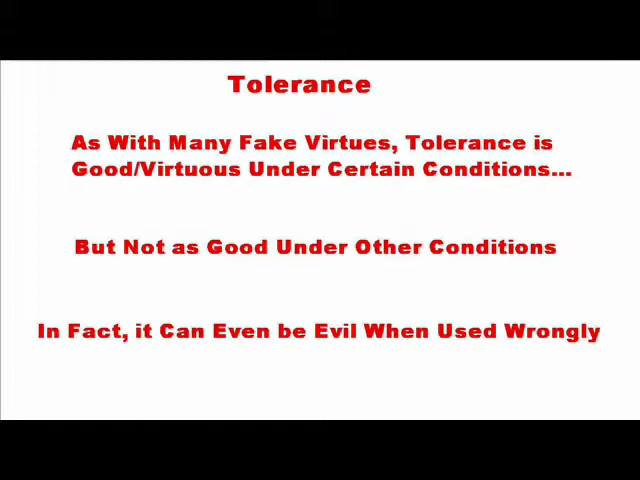 Tolerance
As With Many Fake Virtues, Tolerance is
Good/Virtuous Under Certain Conditions...
But Not as Good Under Other Conditions
In Fact, it Can Even be Evil When Used Wrongly